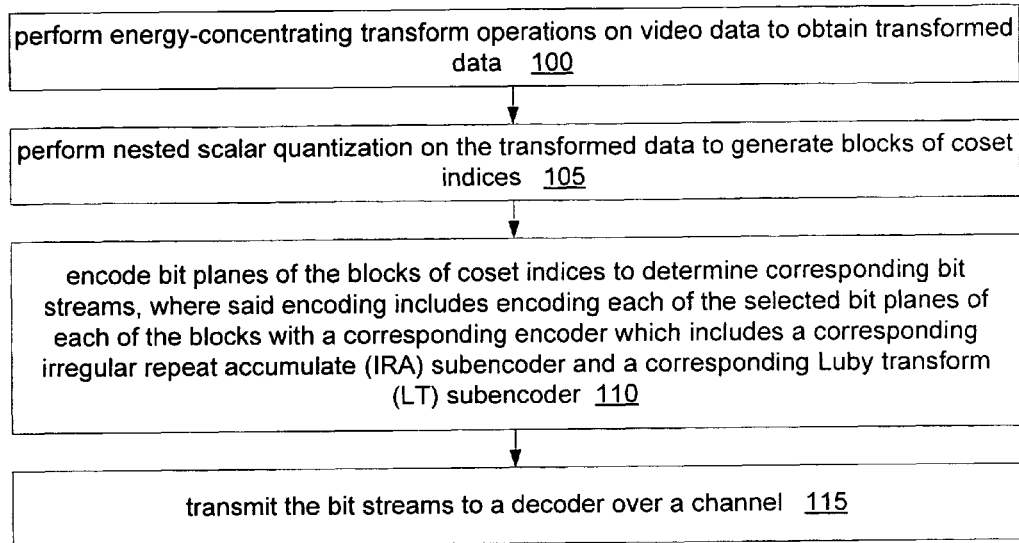 perform energy-concentrating transform operations on video data to obtain transformed
data 100
perform nested scalar quantization on the transformed data to generate blocks of coset
indices 105
encode bit planes of the blocks of coset indices to determine corresponding bit
streams, where said encoding includes encoding each of the selected bit planes of
each of the blocks with a corresponding encoder which includes a corresponding
irregular repeat accumulate (IRA) subencoder and a corresponding Luby transform
(LT) subencoder 110
transmit the bit streams to a decoder over a channel 115